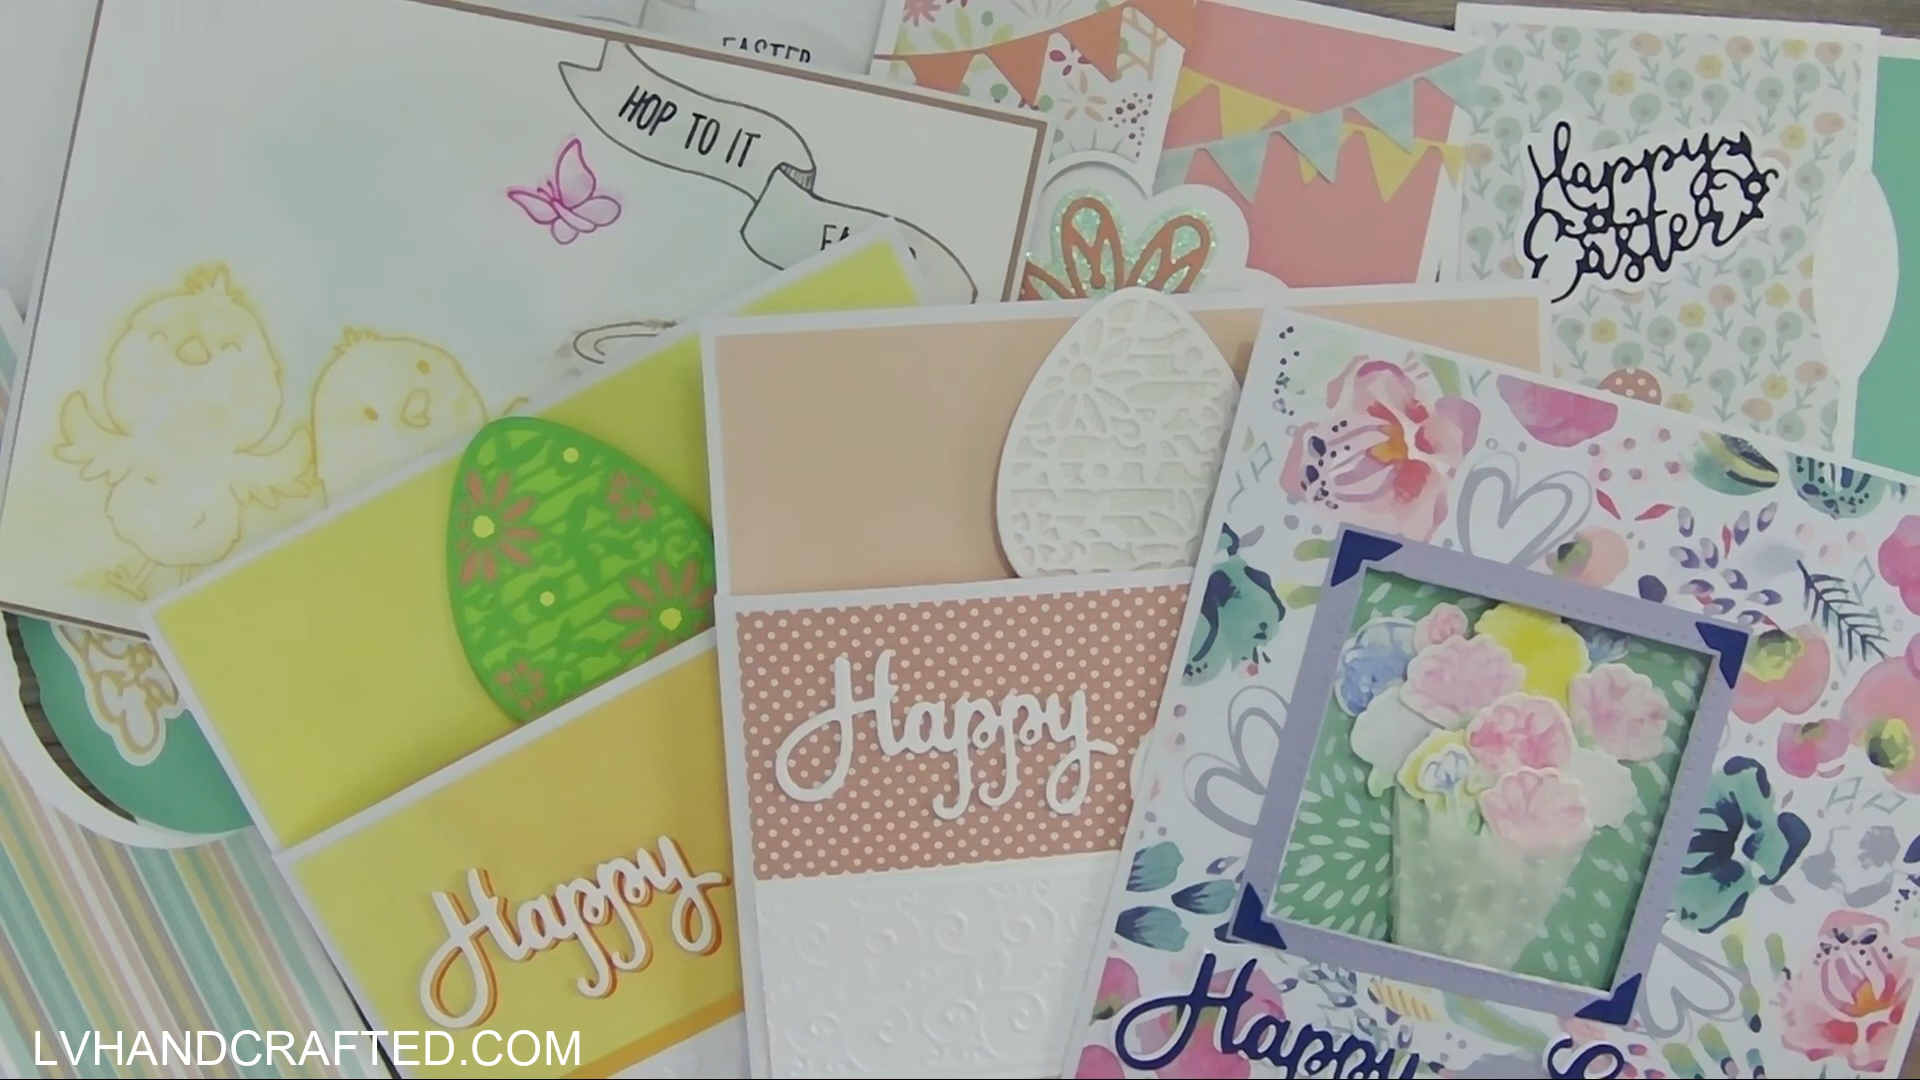 EASTER
HOP TO IT
Happy
Easter
Happy
Happy
Happy
LVHANDCRAFTED.COM